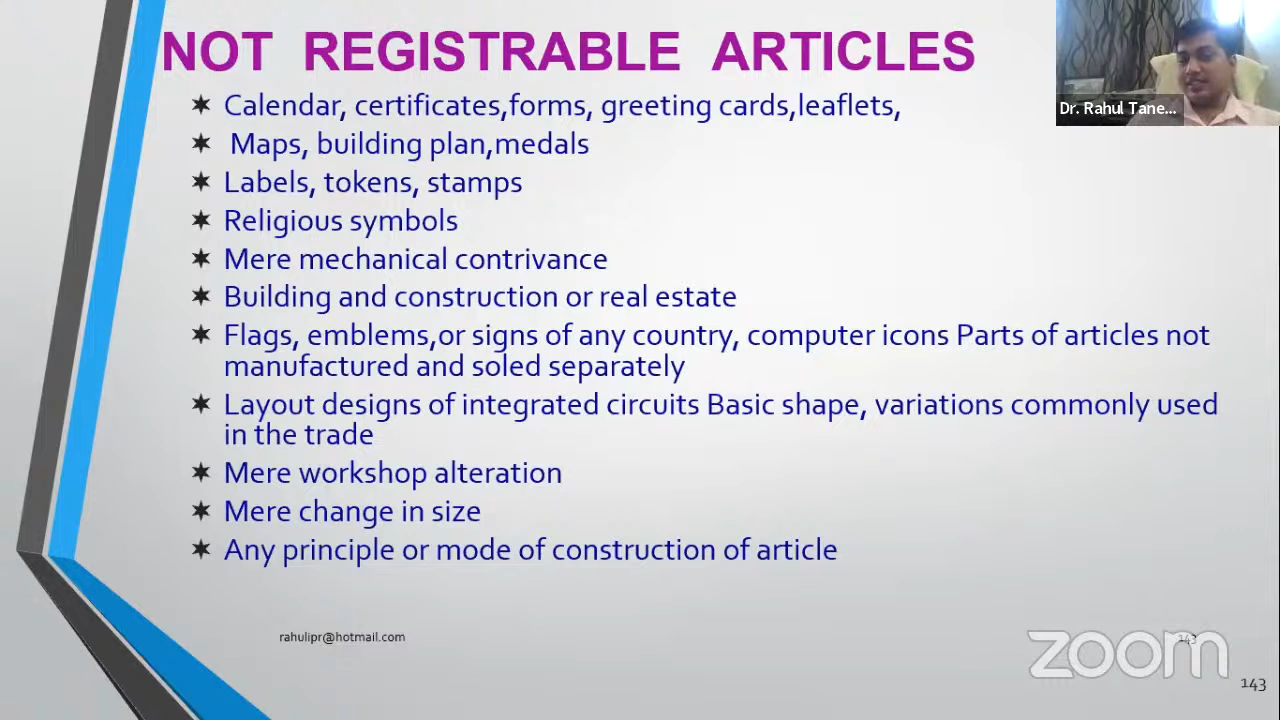 NOT REGISTRABLE ARTICLES
Dr. Rahul Tane...
Calendar, certificates,forms, greeting cards,leaflets,
Maps, building plan,medals
Labels, tokens, stamps
Religious symbols
Mere mechanical contrivance
Building and construction or real estate
Flags, emblems,or signs of any country, computer icons Parts of articles not
manufactured and soled separately
Layout designs of integrated circuits Basic shape, variations commonly used
in the trade
Mere workshop alteration
Mere change in size
Any principle or mode of construction of article
rahulipr@hotmail.com
143
zoom
143